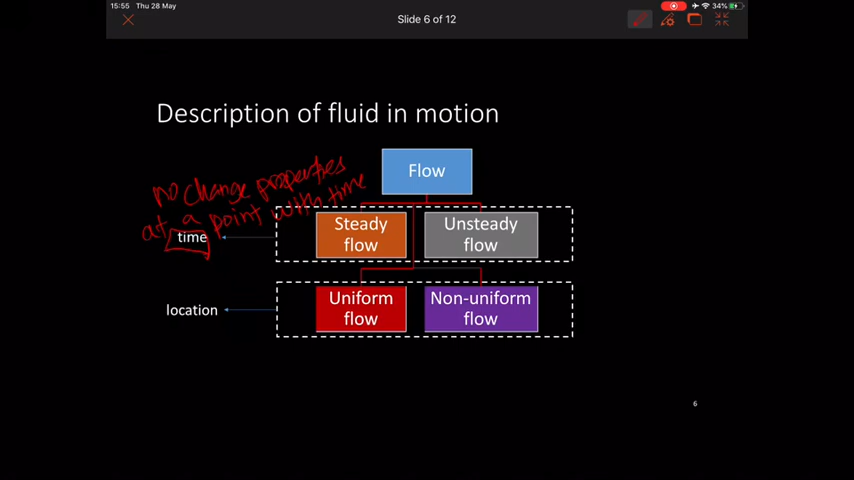 15:55 Thu 28 May
34%
Slide 6 of 12
Description of fluid in motion
Flow
no change properties
at a point with time
time
Steady
flow
Unsteady
flow
location
Uniform
flow
Non-uniform
flow
6